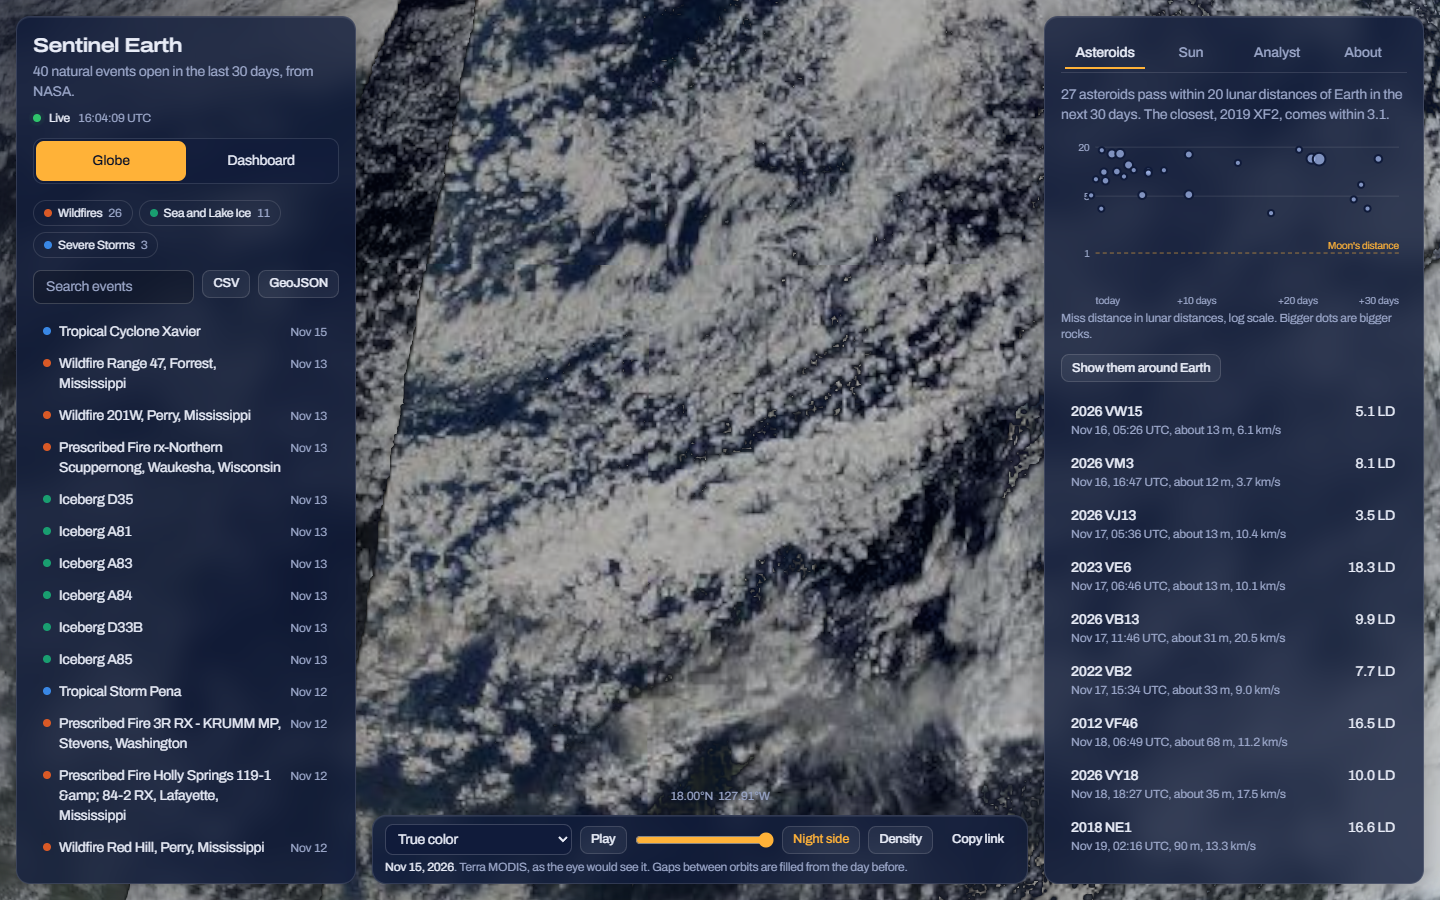 Sentinel Earth
40 natural events open in the last 30 days, from
NASA.
Live 16:04:09 UTC
Globe Dashboard
Wildfires 26 Sea and Lake Ice 11
Severe Storms 3
Search events CSV GeoJSON
Tropical Cyclone Xavier Nov 15
Wildfire Range 47, Forrest, Nov 13
Mississippi
Wildfire 201W, Perry, Mississippi Nov 13
Prescribed Fire rx-Northern Nov 13
Scuppernong, Waukesha, Wisconsin
Iceberg D35 Nov 13
Iceberg A81 Nov 13
Iceberg A83 Nov 13
Iceberg A84 Nov 13
Iceberg D33B Nov 13
Iceberg A85 Nov 13
Tropical Storm Pena Nov 12
Prescribed Fire 3R RX - KRUMM MP, Nov 12
Stevens, Washington
Prescribed Fire Holly Springs 119-1 Nov 12
&amp;amp; 84-2 RX, Lafayette,
Mississippi
Wildfire Red Hill, Perry, Mississippi Nov 12
18.00°N 127.91°W
True color Play Night side Density Copy link
Nov 15, 2026. Terra MODIS, as the eye would see it. Gaps between orbits are filled from the day before.
Asteroids Sun Analyst About
27 asteroids pass within 20 lunar distances of Earth in the
next 30 days. The closest, 2019 XF2, comes within 3.1.
20
5
Moon's distance
1
today +10 days +20 days +30 days
Miss distance in lunar distances, log scale. Bigger dots are bigger
rocks.
Show them around Earth
2026 VW15 5.1 LD
Nov 16, 05:26 UTC, about 13 m, 6.1 km/s
2026 VM3 8.1 LD
Nov 16, 16:47 UTC, about 12 m, 3.7 km/s
2026 VJ13 3.5 LD
Nov 17, 05:36 UTC, about 13 m, 10.4 km/s
2023 VE6 18.3 LD
Nov 17, 06:46 UTC, about 13 m, 10.1 km/s
2026 VB13 9.9 LD
Nov 17, 11:46 UTC, about 31 m, 20.5 km/s
2022 VB2 7.7 LD
Nov 17, 15:34 UTC, about 33 m, 9.0 km/s
2012 VF46 16.5 LD
Nov 18, 06:49 UTC, about 68 m, 11.2 km/s
2026 VY18 10.0 LD
Nov 18, 18:27 UTC, about 35 m, 17.5 km/s
2018 NE1 16.6 LD
Nov 19, 02:16 UTC, 90 m, 13.3 km/s